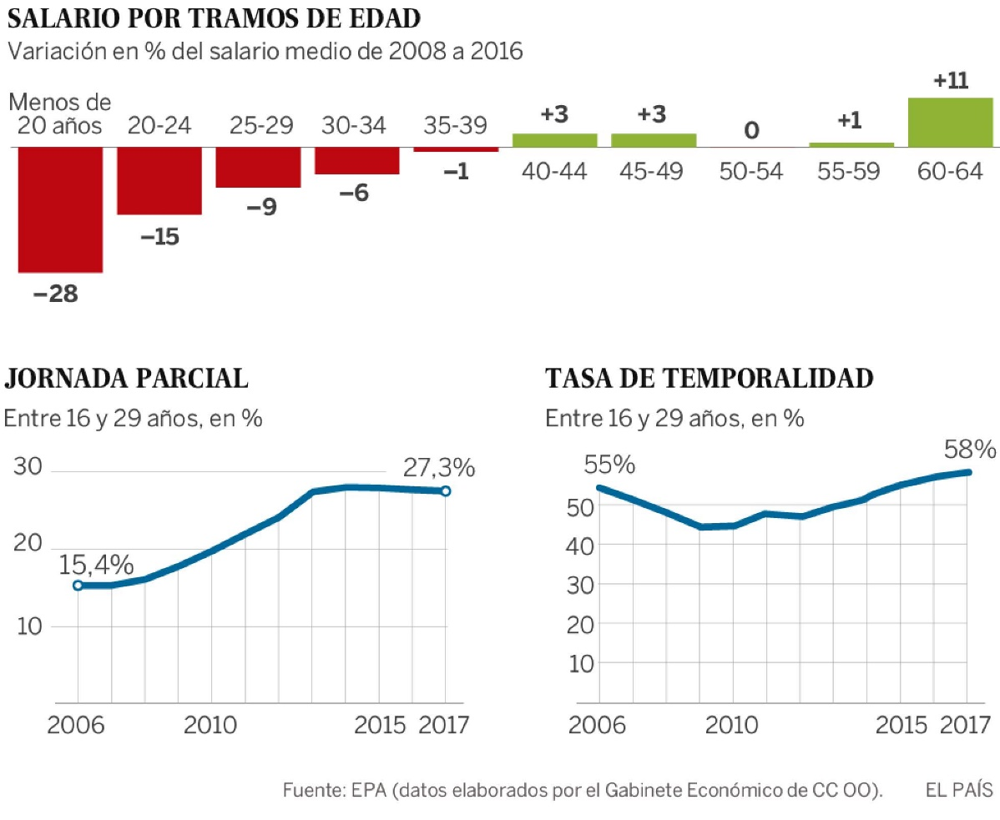 SALARIO POR TRAMOS DE EDAD
Variación en % del salario medio de 2008 a 2016
Menos de
20 años 20-24 25-29 30-34 35-39 +3 +3 0 +1 +11
−28 −15 −9 −6 −1 40-44 45-49 50-54 55-59 60-64
JORNADA PARCIAL
Entre 16 y 29 años, en %
30
20
10
15,4%
27,3%
2006 2010 2015 2017
TASA DE TEMPORALIDAD
Entre 16 y 29 años, en %
55%
58%
50
40
30
20
10
2006 2010 2015 2017
Fuente: EPA (datos elaborados por el Gabinete Económico de CC OO). EL PAÍS